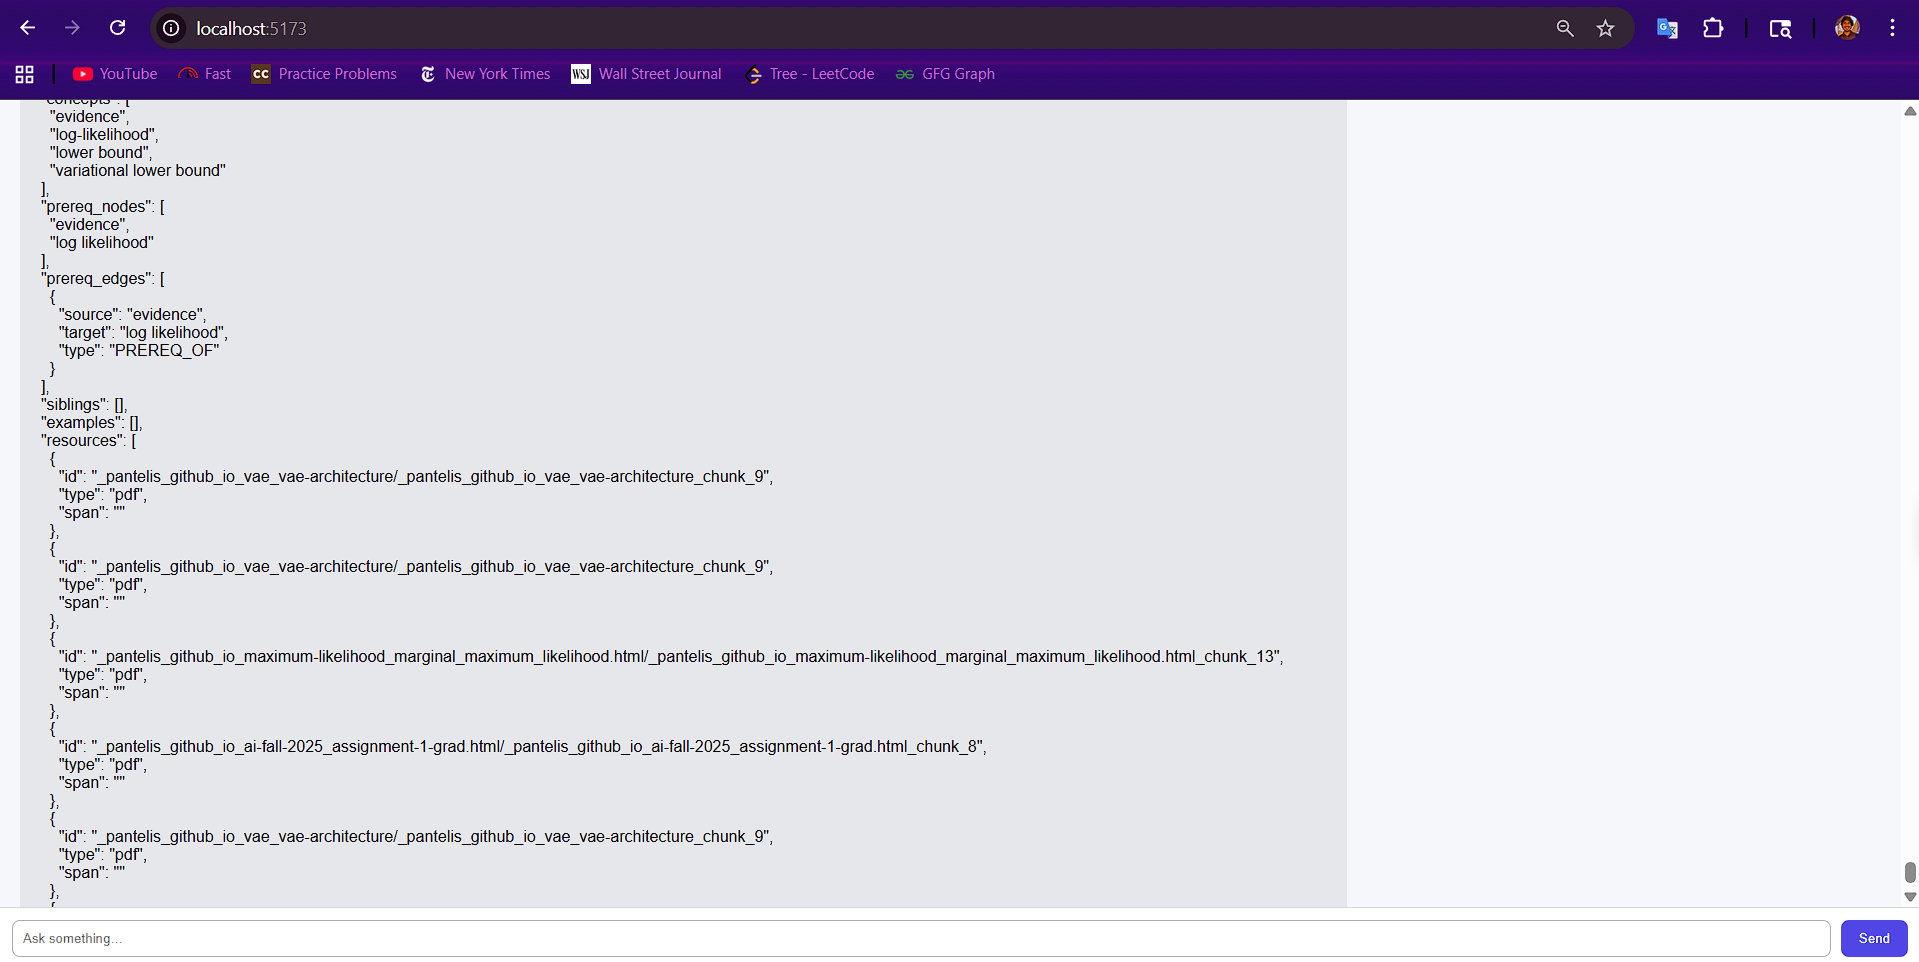 localhost:5173
YouTube
Fast
CC Practice Problems
New York Times
WSJ Wall Street Journal
Tree - LeetCode
GFG Graph
"concepts": [
"evidence",
"log-likelihood",
"lower bound",
"variational lower bound"
],
"prereq_nodes": [
"evidence",
"log likelihood"
],
"prereq_edges": [
{
"source": "evidence",
"target": "log likelihood",
"type": "PREREQ_OF"
}
],
"siblings": [],
"examples": [],
"resources": [
{
"id": "_pantelis_github_io_vae_vae-architecture/_pantelis_github_io_vae_vae-architecture_chunk_9",
"type": "pdf",
"span": ""
},
{
"id": "_pantelis_github_io_vae_vae-architecture/_pantelis_github_io_vae_vae-architecture_chunk_9",
"type": "pdf",
"span": ""
},
{
"id": "_pantelis_github_io_maximum-likelihood_marginal_maximum_likelihood.html/_pantelis_github_io_maximum-likelihood_marginal_maximum_likelihood.html_chunk_13",
"type": "pdf",
"span": ""
},
{
"id": "_pantelis_github_io_ai-fall-2025_assignment-1-grad.html/_pantelis_github_io_ai-fall-2025_assignment-1-grad.html_chunk_8",
"type": "pdf",
"span": ""
},
{
"id": "_pantelis_github_io_vae_vae-architecture/_pantelis_github_io_vae_vae-architecture_chunk_9",
"type": "pdf",
"span": ""
},
{
Ask something...
Send